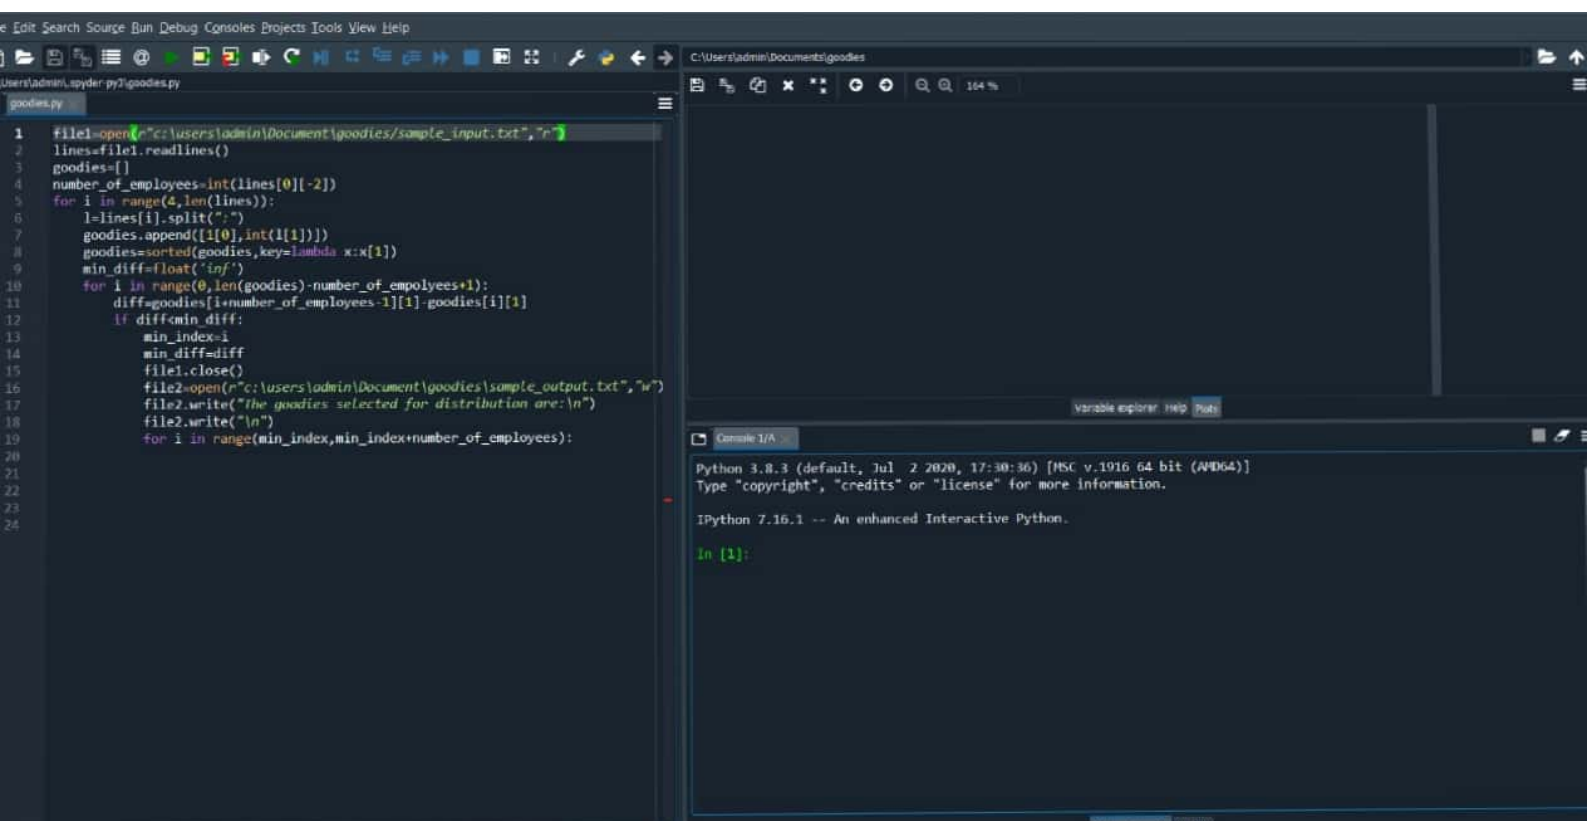 e Edit Search Source Run Debug Consoles Projects Tools View Help
C:\Users\admin\Documents\goodies
Users\admin\.spyder-py3\goodies.py
164 %
goodies.py
1 file1=open(r"c:\users\admin\Document\goodies/sample_input.txt","r")
2 lines=file1.readlines()
3 goodies=[]
4 number_of_employees=int(lines[0][-2])
5 for i in range(4,len(lines)):
6 l=lines[i].split(":")
7 goodies.append([l[0],int(l[1])])
8 goodies=sorted(goodies,key=lambda x:x[1])
9 min_diff=float('inf')
10 for i in range(0,len(goodies)-number_of_empolyees+1):
11 diff=goodies[i+number_of_employees-1][1]-goodies[i][1]
12 if diff<min_diff:
13 min_index=i
14 min_diff=diff
15 file1.close()
16 file2=open(r"c:\users\admin\Document\goodies\sample_output.txt","w")
17 file2.write("The goodies selected for distribution are:\n")
18 file2.write("\n")
19 for i in range(min_index,min_index+number_of_employees):
20
21
22
23
24
Variable explorer Help Plots
Console 1/A
Python 3.8.3 (default, Jul 2 2020, 17:30:36) [MSC v.1916 64 bit (AMD64)]
Type "copyright", "credits" or "license" for more information.
IPython 7.16.1 -- An enhanced Interactive Python.
In [1]: